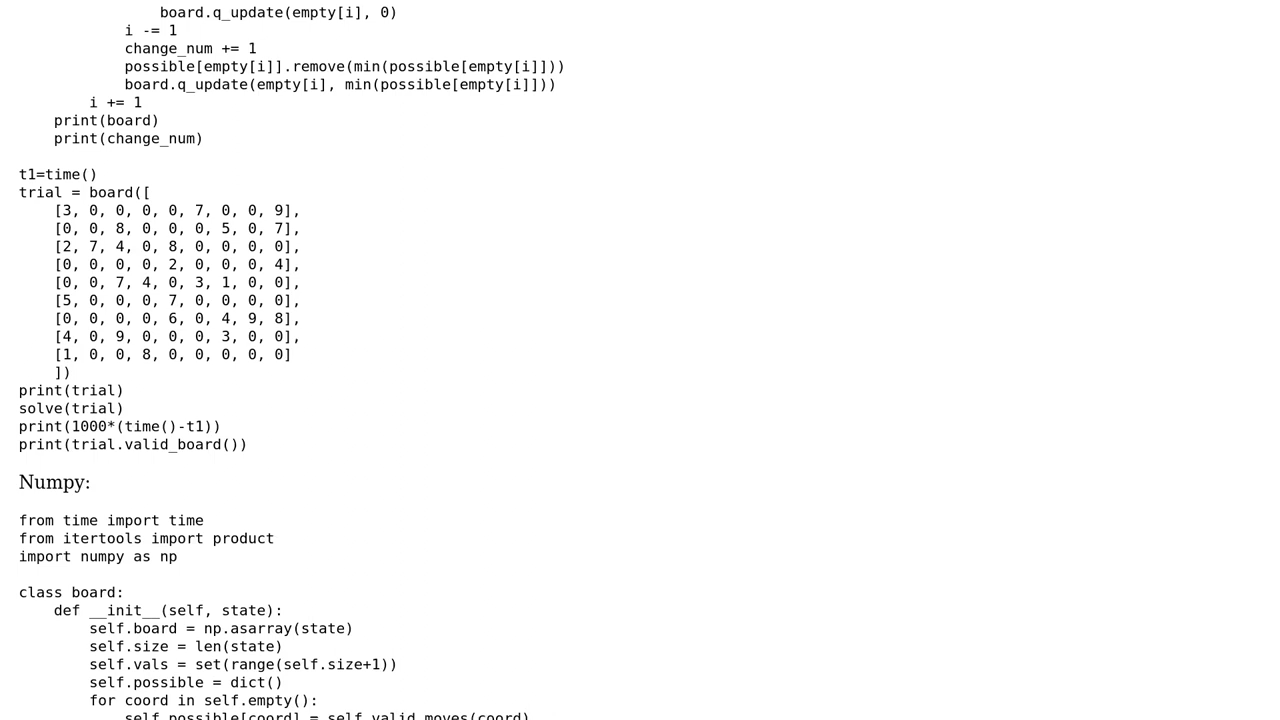 board.q_update(empty[i], 0)
            i -= 1
            change_num += 1
            possible[empty[i]].remove(min(possible[empty[i]]))
            board.q_update(empty[i], min(possible[empty[i]]))
        i += 1
    print(board)
    print(change_num)

t1=time()
trial = board([
    [3, 0, 0, 0, 0, 7, 0, 0, 9],
    [0, 0, 8, 0, 0, 0, 5, 0, 7],
    [2, 7, 4, 0, 8, 0, 0, 0, 0],
    [0, 0, 0, 0, 2, 0, 0, 0, 4],
    [0, 0, 7, 4, 0, 3, 1, 0, 0],
    [5, 0, 0, 0, 7, 0, 0, 0, 0],
    [0, 0, 0, 0, 6, 0, 4, 9, 8],
    [4, 0, 9, 0, 0, 0, 3, 0, 0],
    [1, 0, 0, 8, 0, 0, 0, 0, 0]
    ])
print(trial)
solve(trial)
print(1000*(time()-t1))
print(trial.valid_board())

Numpy:

from time import time
from itertools import product
import numpy as np

class board:
    def __init__(self, state):
        self.board = np.asarray(state)
        self.size = len(state)
        self.vals = set(range(self.size+1))
        self.possible = dict()
        for coord in self.empty():
            self.possible[coord] = self.valid_moves(coord)